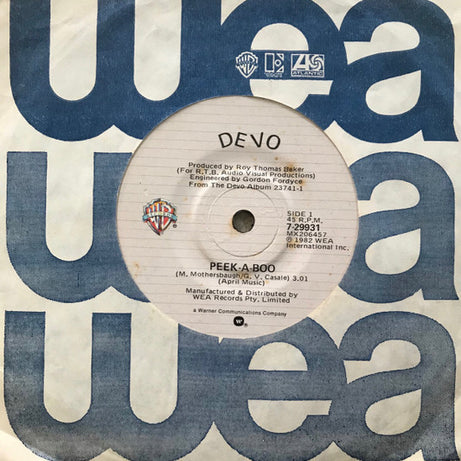 wea
ATLANTIC
wea
wea
DEVO
Produced by Roy Thomas Baker
(For R.T.B. Audio Visual Productions)
Engineered by Gordon Fordyce
From The Devo Album 23741-1
SIDE 1
45 R.P.M.
7-29931
MX206457
℗ 1982 WEA
International Inc.
PEEK-A-BOO
(M. Mothersbaugh/G. V. Casale) 3.01
(April Music)
Manufactured & Distributed by
WEA Records Pty. Limited
a Warner Communications Company